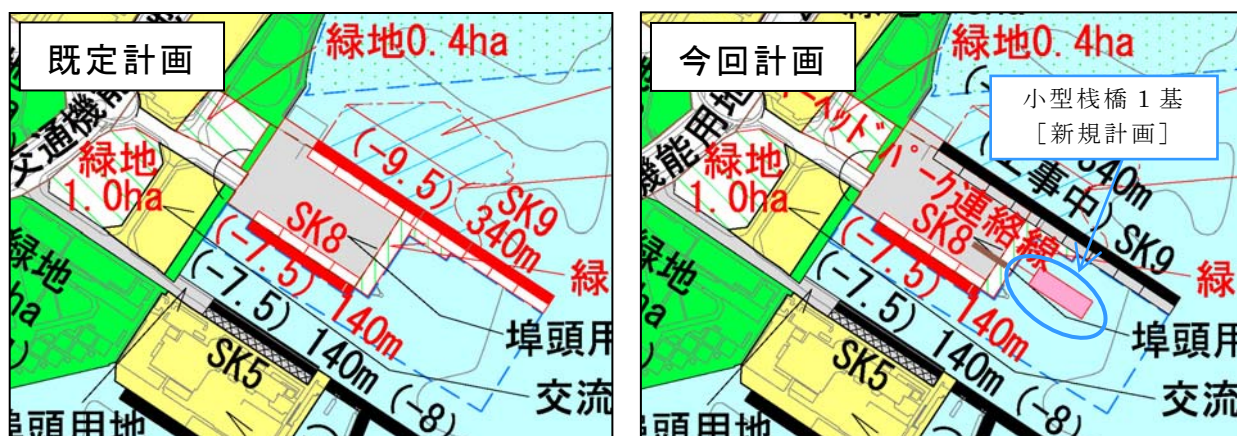 既定計画
緑地0.4ha
交通機能
緑地
1.0ha
(-9.5)
SK9
340m
SK8
(-7.5)
140m
(-7.5) 140m (-8)
SK5
緑地
ha
緑
埠頭用
交流
埠頭用地
今回計画
緑地0.4ha
小型桟橋1基
［新規計画］
機能用地
緑地
1.0ha
パーク連絡線
340m
工事中)
SK9
SK8
(-7.5)
140m
(-7.5) 140m (-8)
SK5
緑地
ha
緑
埠頭用
交流
埠頭用地